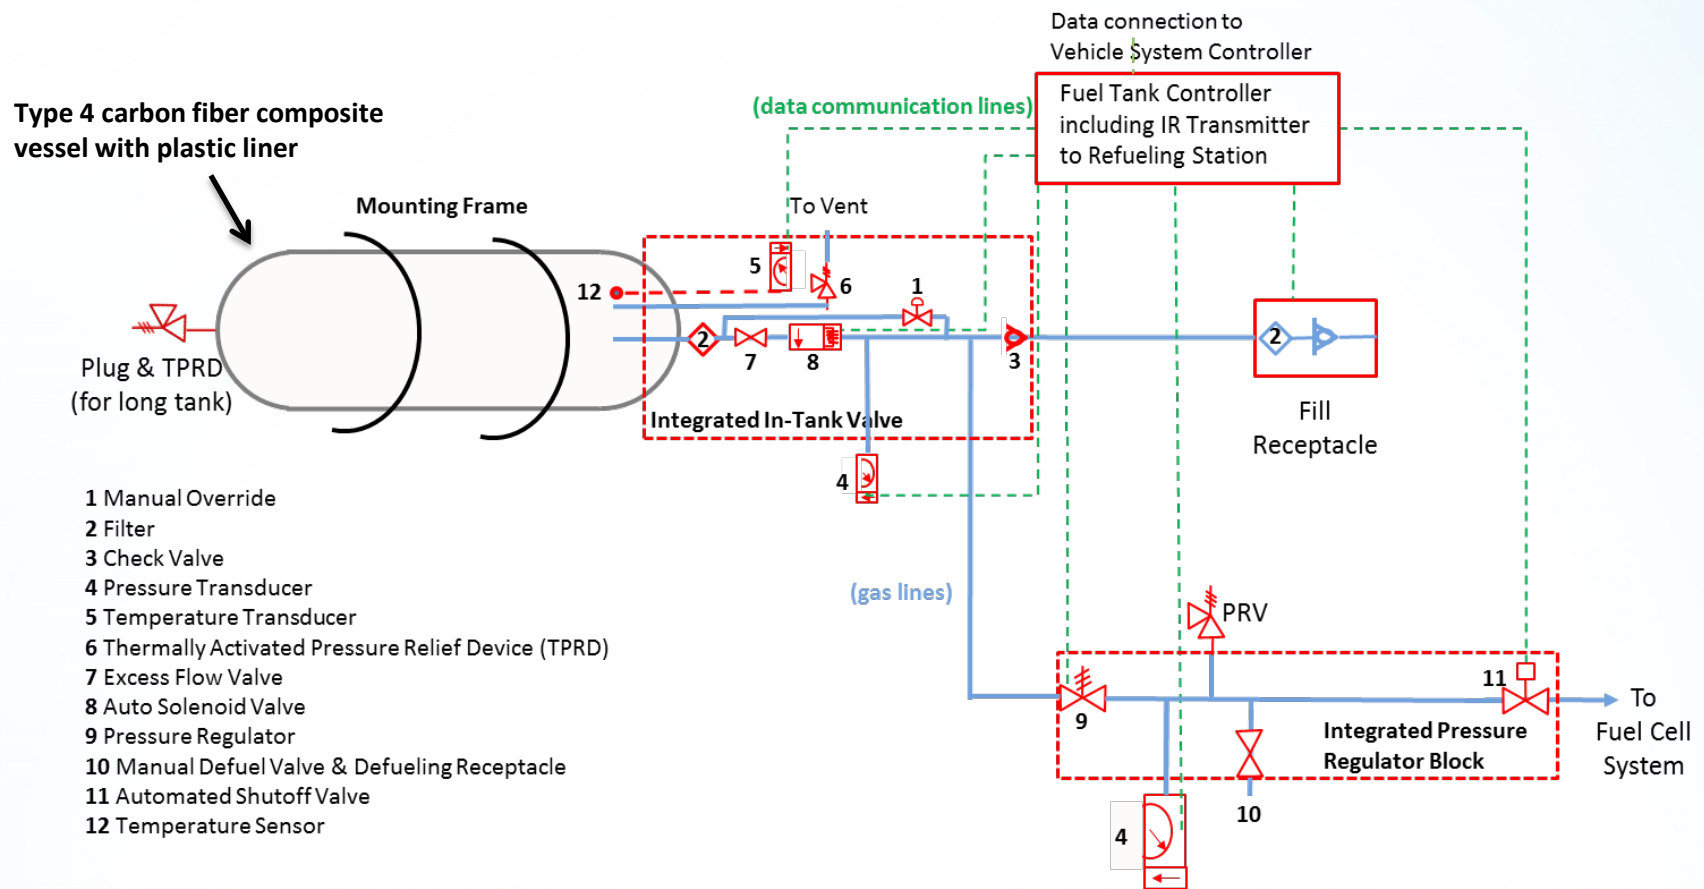 Data connection to
Vehicle System Controller
Type 4 carbon fiber composite
vessel with plastic liner
(data communication lines)
Fuel Tank Controller
including IR Transmitter
to Refueling Station
Mounting Frame
To Vent
5
12
6
1
2
7
8
3
2
Plug & TPRD
(for long tank)
Integrated In-Tank Valve
Fill
Receptacle
4
1 Manual Override
2 Filter
3 Check Valve
4 Pressure Transducer
5 Temperature Transducer
6 Thermally Activated Pressure Relief Device (TPRD)
7 Excess Flow Valve
8 Auto Solenoid Valve
9 Pressure Regulator
10 Manual Defuel Valve & Defueling Receptacle
11 Automated Shutoff Valve
12 Temperature Sensor
(gas lines)
PRV
11
9
To
Fuel Cell
System
Integrated Pressure
Regulator Block
10
4